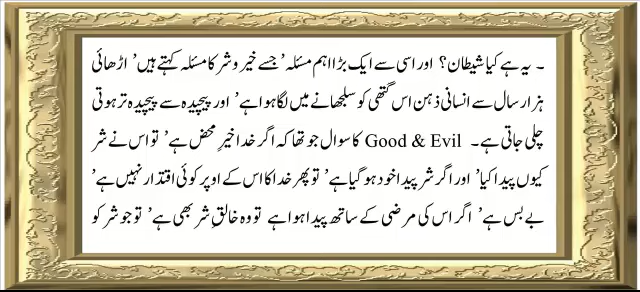 ۔ یہ ہے کیا شیطان؟ اور اسی سے ایک بڑا اہم مسئلہ’ جسے خیر و شر کا مسئلہ کہتے ہیں’ اڑھائی
ہزار سال سے انسانی ذہن اس گتھی کو سلجھانے میں لگا ہوا ہے’ اور پیچیدہ سے پیچیدہ تر ہوتی
چلی جاتی ہے۔ Good & Evil کا سوال جو تھا کہ اگر خدا خیرِ محض ہے’ تو اس نے شر
کیوں پیدا کیا’ اور اگر شر پیدا خود ہو گیا ہے’ تو پھر خدا کا اس کے اوپر کوئی اقتدار نہیں ہے’
بے بس ہے’ اگر اس کی مرضی کے ساتھ پیدا ہوا ہے تو وہ خالقِ شر بھی ہے’ تو جو شر کو